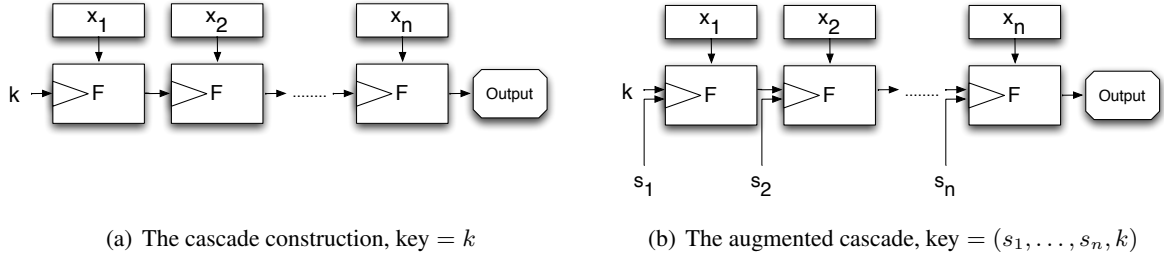 x₁ x₂ xₙ
k F F ........ F Output
(a) The cascade construction, key = k
x₁ x₂ xₙ
k F F ........ F Output
s₁ s₂ sₙ
(b) The augmented cascade, key = (s₁, . . . , sₙ, k)